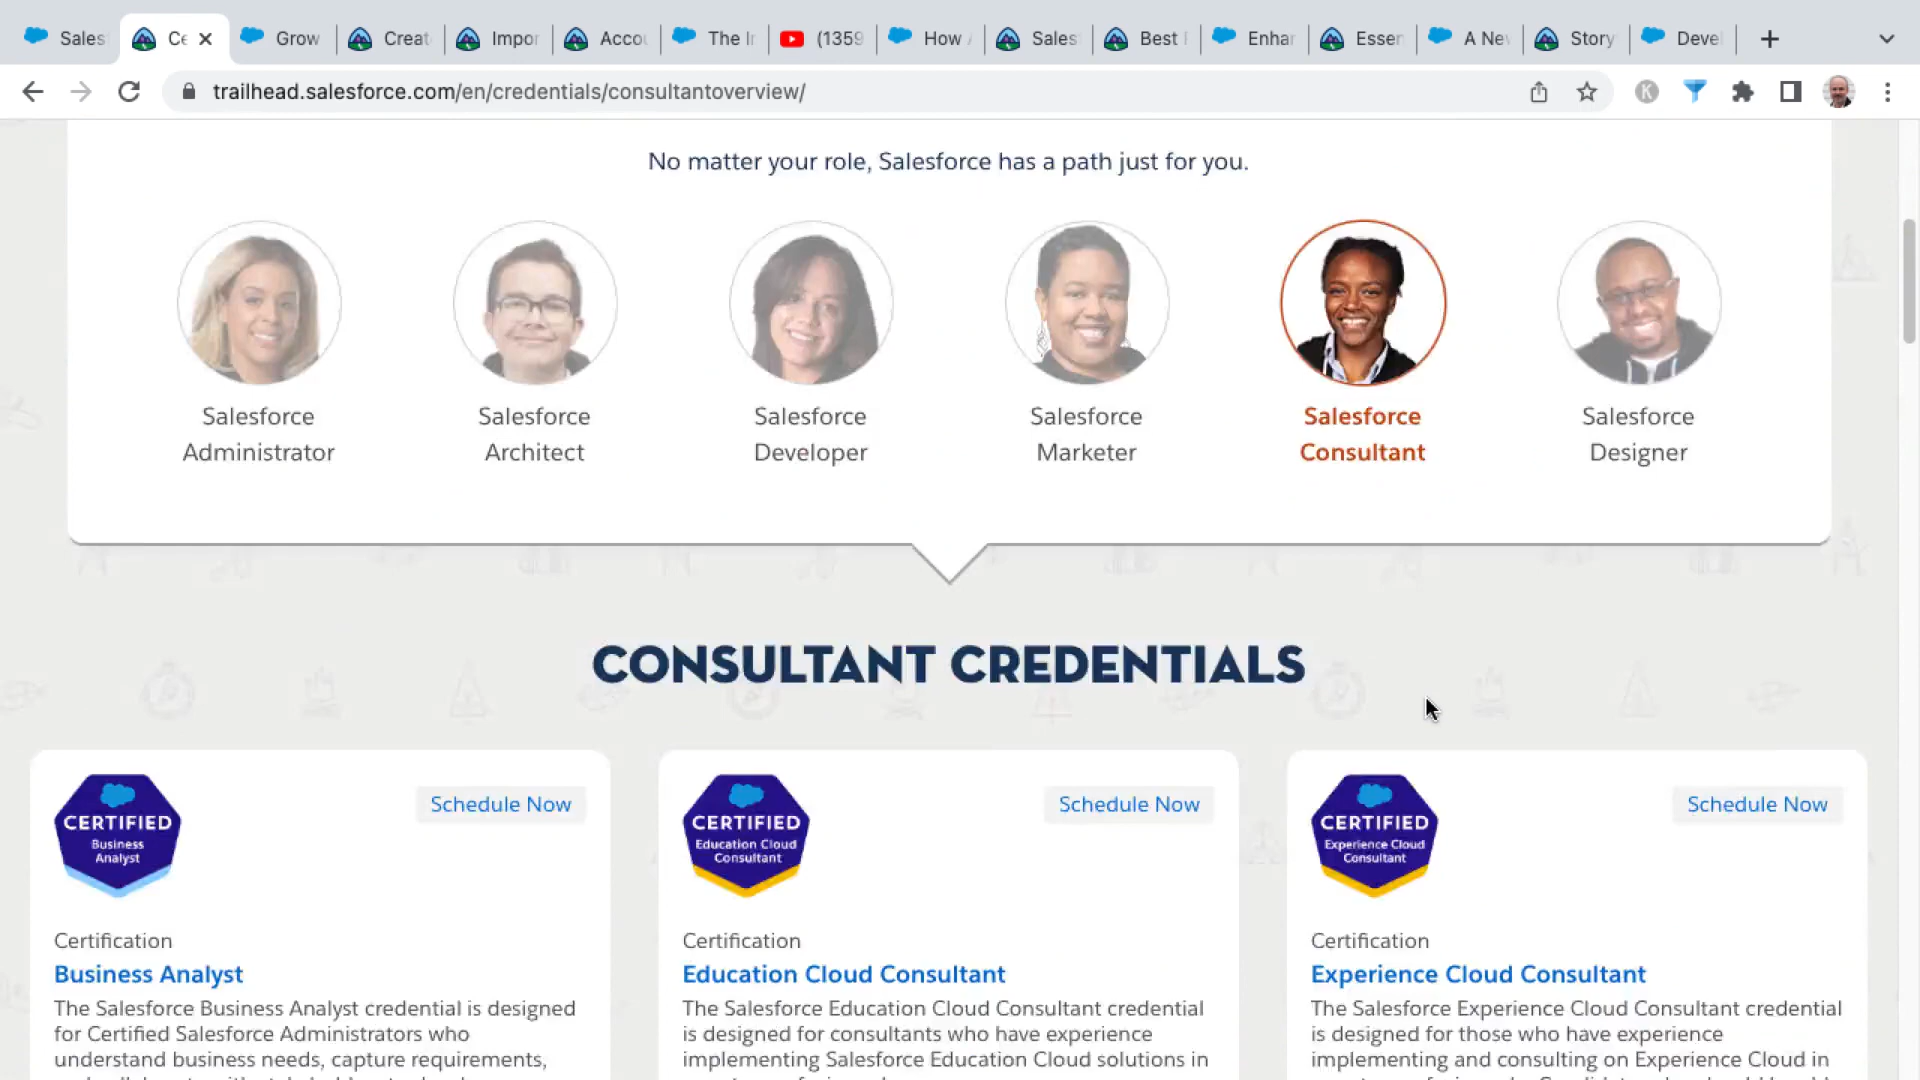 Sales
Ce
Grow
Creat
Impor
Accou
The I
(1359
How
Sales
Best
Enhar
Essen
A Nev
Story
Devel
trailhead.salesforce.com/en/credentials/consultantoverview/
K
No matter your role, Salesforce has a path just for you.
Salesforce
Administrator
Salesforce
Architect
Salesforce
Developer
Salesforce
Marketer
Salesforce
Consultant
Salesforce
Designer
CONSULTANT CREDENTIALS
CERTIFIED
Business
Analyst
Schedule Now
Certification
Business Analyst
The Salesforce Business Analyst credential is designed
for Certified Salesforce Administrators who
understand business needs, capture requirements,
CERTIFIED
Education Cloud
Consultant
Schedule Now
Certification
Education Cloud Consultant
The Salesforce Education Cloud Consultant credential
is designed for consultants who have experience
implementing Salesforce Education Cloud solutions in
CERTIFIED
Experience Cloud
Consultant
Schedule Now
Certification
Experience Cloud Consultant
The Salesforce Experience Cloud Consultant credential
is designed for those who have experience
implementing and consulting on Experience Cloud in